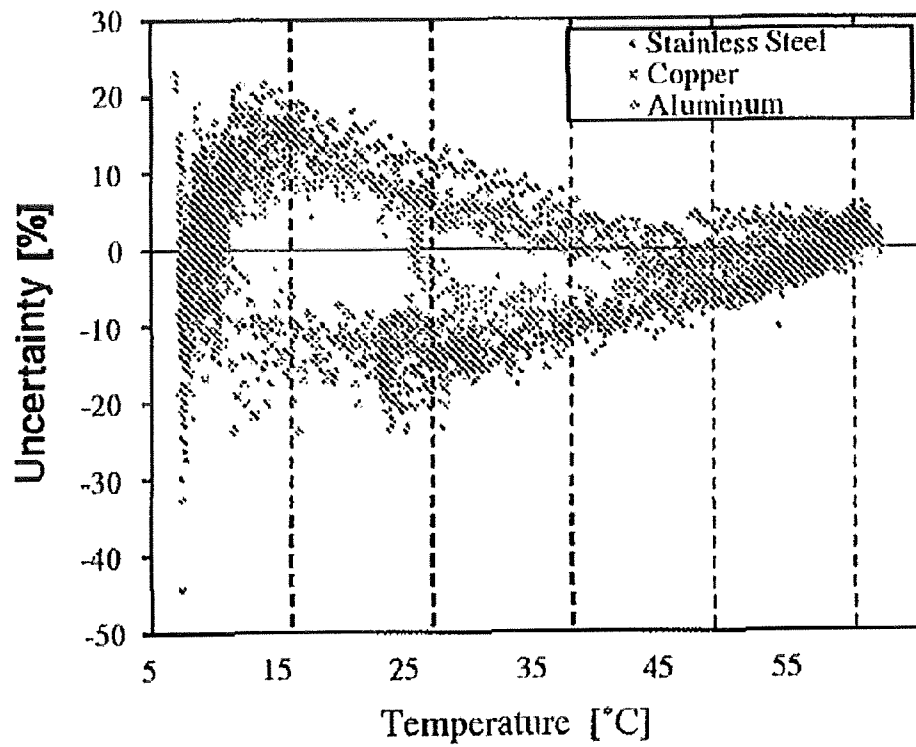 30
20
10
0
-10
-20
-30
-40
-50
Uncertainty [%]
Stainless Steel
Copper
Aluminum
5 15 25 35 45 55
Temperature [°C]